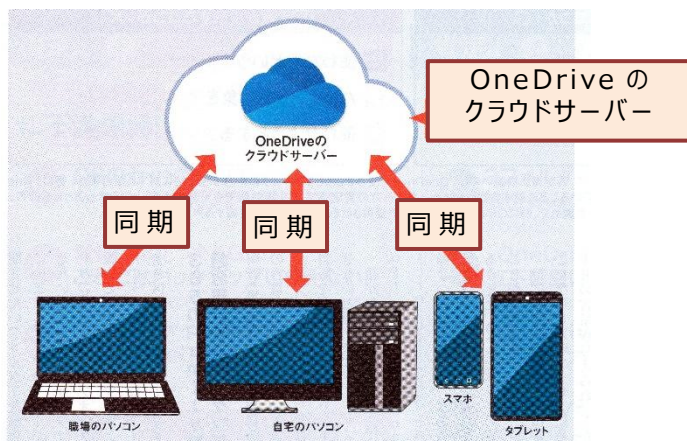 OneDrive の
クラウドサーバー
OneDriveの
クラウドサーバー
同期
同期
同期
職場のパソコン
自宅のパソコン
スマホ
タブレット